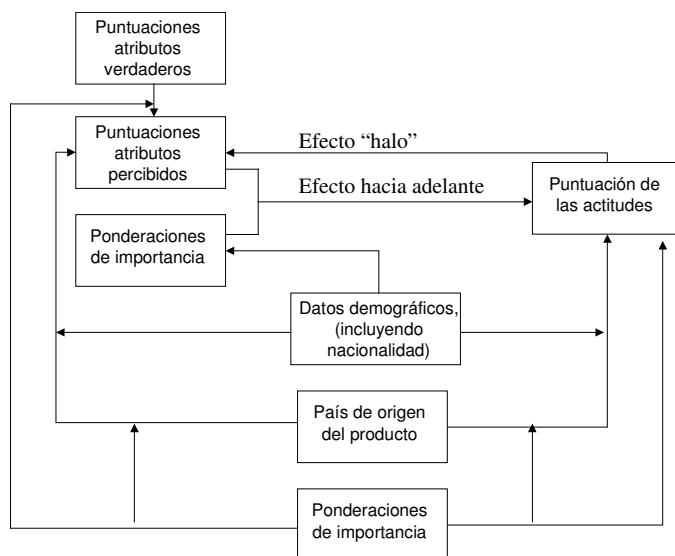 Puntuaciones
atributos
verdaderos
Puntuaciones
atributos
percibidos
Efecto “halo”
Efecto hacia adelante
Puntuación de
las actitudes
Ponderaciones
de importancia
Datos demográficos,
(incluyendo
nacionalidad)
País de origen
del producto
Ponderaciones
de importancia